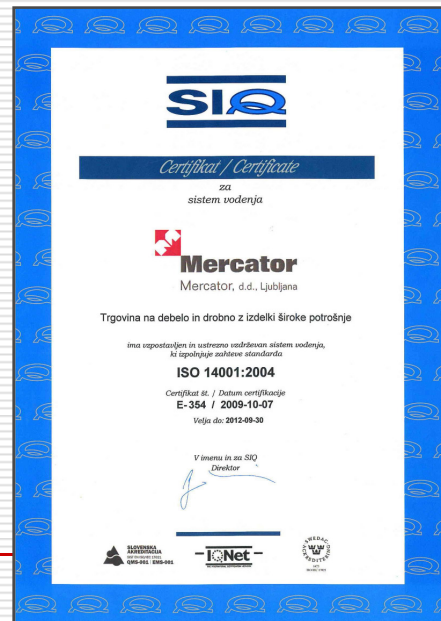 SIQ
Certifikat / Certificate
za
sistem vodenja
Mercator
Mercator, d.d., Ljubljana
Trgovina na debelo in drobno z izdelki široke potrošnje
ima vzpostavljen in ustrezno vzdrževan sistem vodenja,
ki izpolnjuje zahteve standarda
ISO 14001:2004
Certifikat št. / Datum certifikacije
E-354 / 2009-10-07
Velja do: 2012-09-30
V imenu in za SIQ
Direktor
SLOVENSKA
AKREDITACIJA
QMS-001 EMS-001
IQNet
SWEDAC